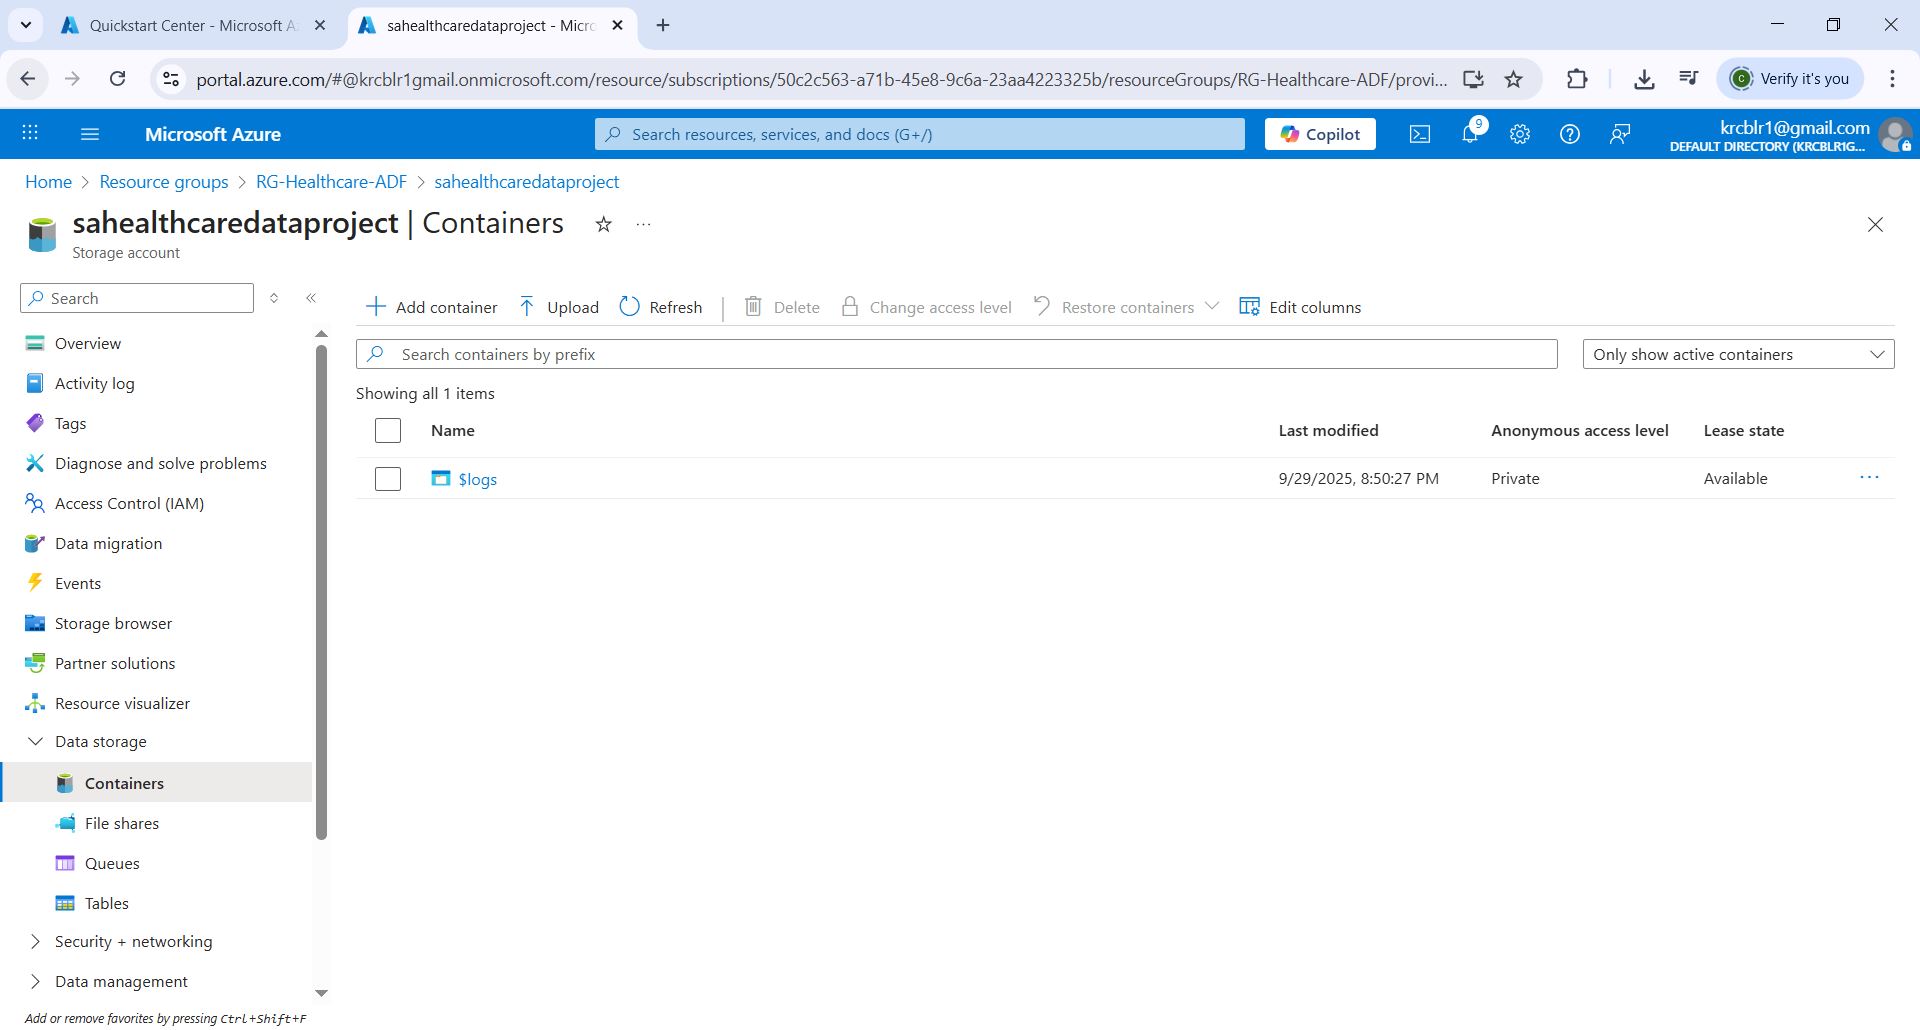 Quickstart Center - Microsoft A
sahealthcaredataproject - Micro
portal.azure.com/#@krcblr1gmail.onmicrosoft.com/resource/subscriptions/50c2c563-a71b-45e8-9c6a-23aa4223325b/resourceGroups/RG-Healthcare-ADF/provi...
C
Verify it's you
Microsoft Azure
Search resources, services, and docs (G+/)
Copilot
9
krcblr1@gmail.com
DEFAULT DIRECTORY (KRCBLR1G...
Home > Resource groups > RG-Healthcare-ADF > sahealthcaredataproject
sahealthcaredataproject | Containers
...
Storage account
Search
Add container
Upload
Refresh
Delete
Change access level
Restore containers
Edit columns
Search containers by prefix
Only show active containers
Showing all 1 items
Name
Last modified
Anonymous access level
Lease state
$logs
9/29/2025, 8:50:27 PM
Private
Available
...
Overview
Activity log
Tags
Diagnose and solve problems
Access Control (IAM)
Data migration
Events
Storage browser
Partner solutions
Resource visualizer
Data storage
Containers
File shares
Queues
Tables
Security + networking
Data management
Add or remove favorites by pressing Ctrl+Shift+F